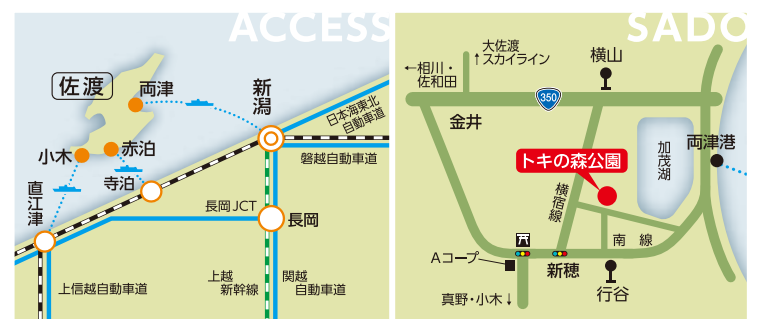 ACCESS
佐渡
両津
赤泊
小木
寺泊
直江津
新潟
日本海東北
自動車道
磐越自動車道
長岡JCT
長岡
上越
新幹線
関越
自動車道
上信越自動車道
SADO
大佐渡
↑スカイライン
←相川・
佐和田
横山
350
金井
加茂湖
両津港
トキの森公園
横宿線
南線
Aコープ
新穂
行谷
真野・小木↓